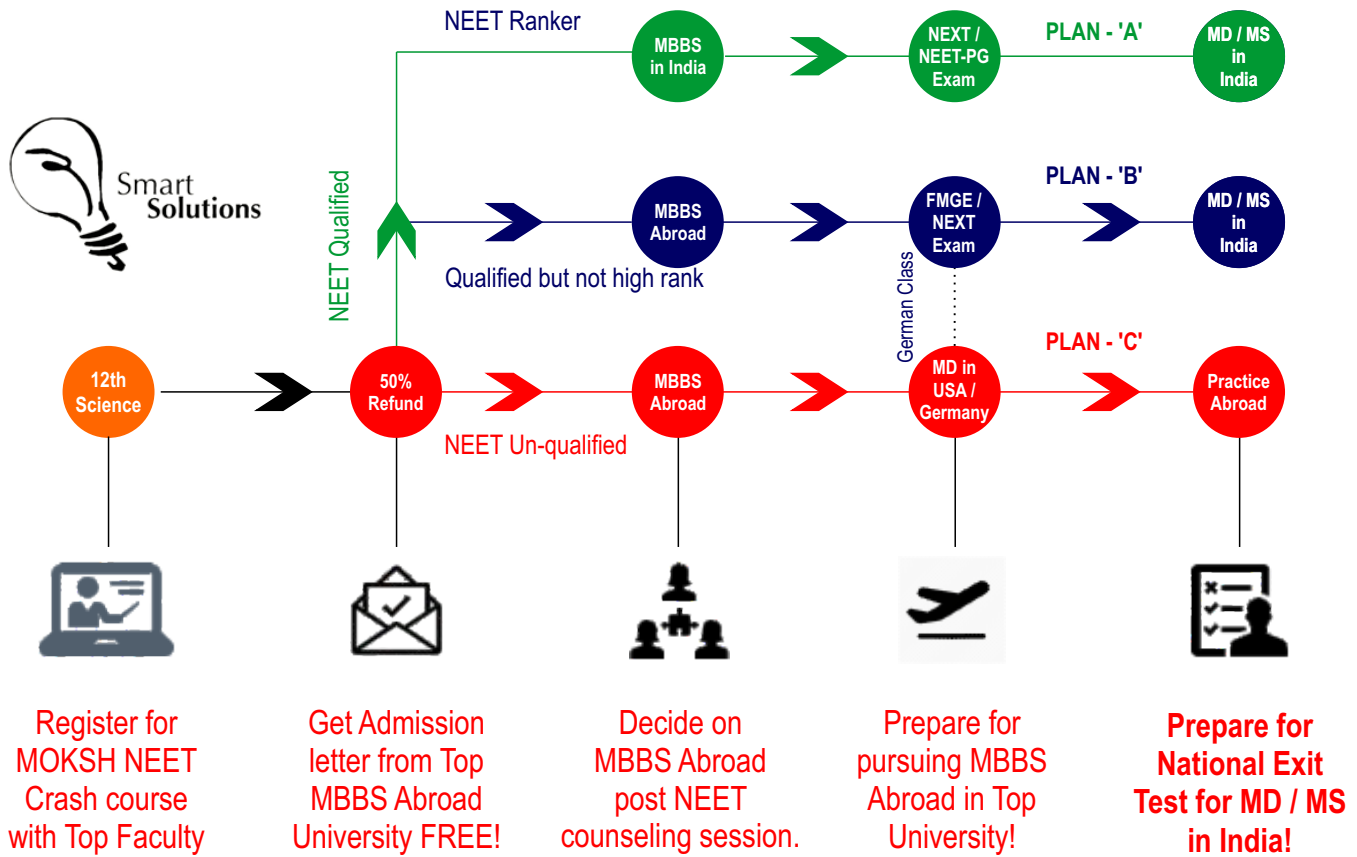 NEET Ranker
MBBS
in India
NEXT /
NEET-PG
Exam
PLAN - 'A'
MD / MS
in
India
Smart
Solutions
NEET Qualified
MBBS
Abroad
Qualified but not high rank
FMGE /
NEXT
Exam
PLAN - 'B'
MD / MS
in
India
German Class
12th
Science
50%
Refund
NEET Un-qualified
MBBS
Abroad
MD in
USA /
Germany
PLAN - 'C'
Practice
Abroad
Register for
MOKSH NEET
Crash course
with Top Faculty
Get Admission
letter from Top
MBBS Abroad
University FREE!
Decide on
MBBS Abroad
post NEET
counseling session.
Prepare for
pursuing MBBS
Abroad in Top
University!
Prepare for
National Exit
Test for MD / MS
in India!